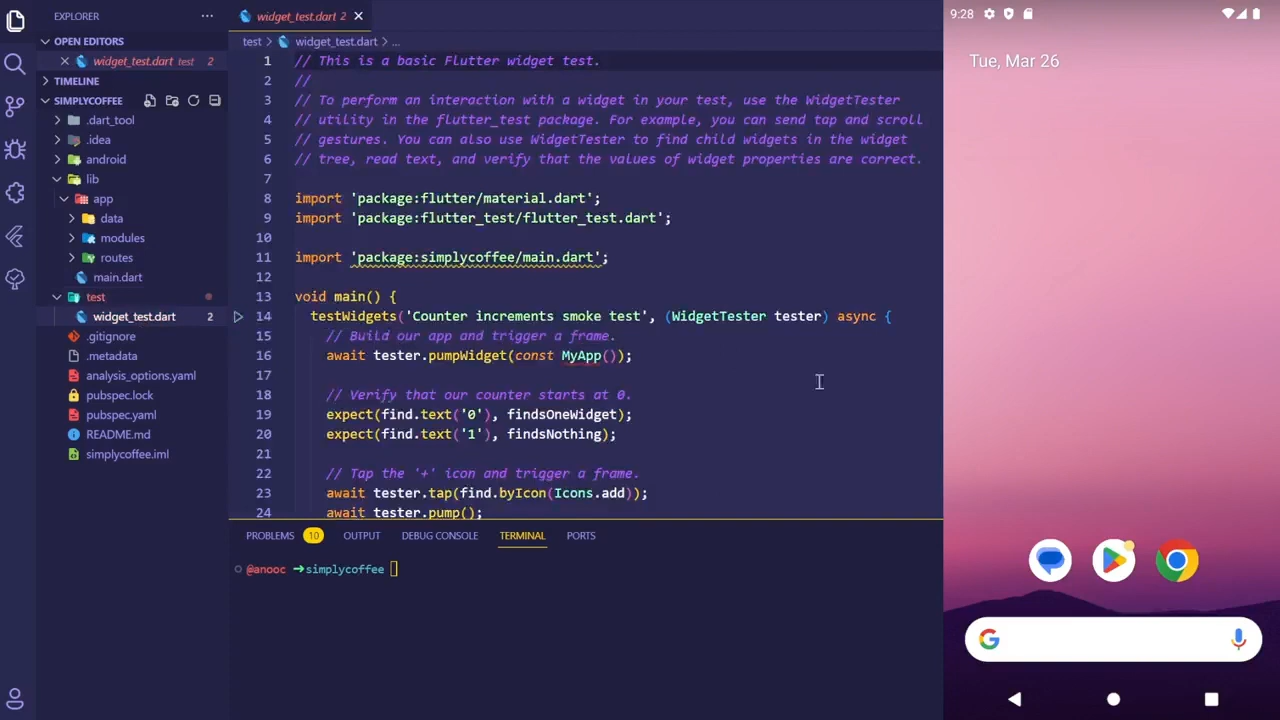 EXPLORER
OPEN EDITORS
widget_test.dart test 2
TIMELINE
SIMPLYCOFFEE
.dart_tool
.idea
android
lib
app
data
modules
routes
main.dart
test
widget_test.dart 2
.gitignore
.metadata
analysis_options.yaml
pubspec.lock
pubspec.yaml
README.md
simplycoffee.iml
widget_test.dart 2
test > widget_test.dart > ...
1 // This is a basic Flutter widget test.
2 //
3 // To perform an interaction with a widget in your test, use the WidgetTester
4 // utility in the flutter_test package. For example, you can send tap and scroll
5 // gestures. You can also use WidgetTester to find child widgets in the widget
6 // tree, read text, and verify that the values of widget properties are correct.
7
8 import 'package:flutter/material.dart';
9 import 'package:flutter_test/flutter_test.dart';
10
11 import 'package:simplycoffee/main.dart';
12
13 void main() {
14 testWidgets('Counter increments smoke test', (WidgetTester tester) async {
15 // Build our app and trigger a frame.
16 await tester.pumpWidget(const MyApp());
17
18 // Verify that our counter starts at 0.
19 expect(find.text('0'), findsOneWidget);
20 expect(find.text('1'), findsNothing);
21
22 // Tap the '+' icon and trigger a frame.
23 await tester.tap(find.byIcon(Icons.add));
24 await tester.pump();
PROBLEMS 10 OUTPUT DEBUG CONSOLE TERMINAL PORTS
@anooc ➜simplycoffee
9:28
Tue, Mar 26